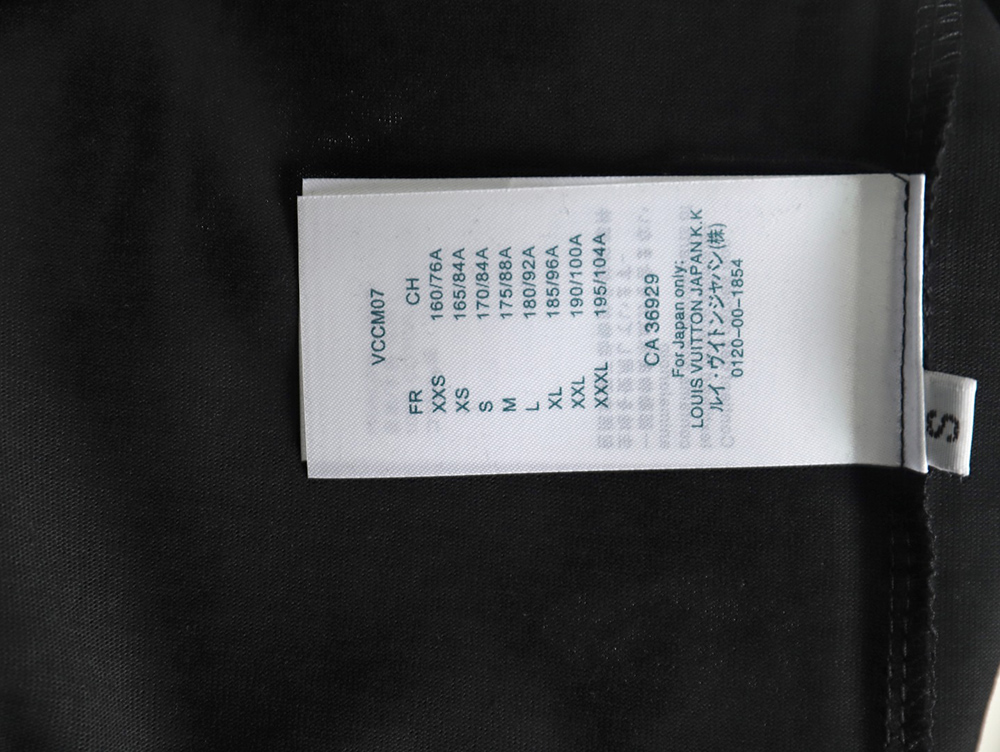 VCCM07
FR CH
XXS 160/76A
XS 165/84A
S 170/84A
M 175/88A
L 180/92A
XL 185/96A
XXL 190/100A
XXXL 195/104A
CA 36929
For Japan only:
LOUIS VUITTON JAPAN K.K
ルイ・ヴィトンジャパン(株)
0120-00-1854
S